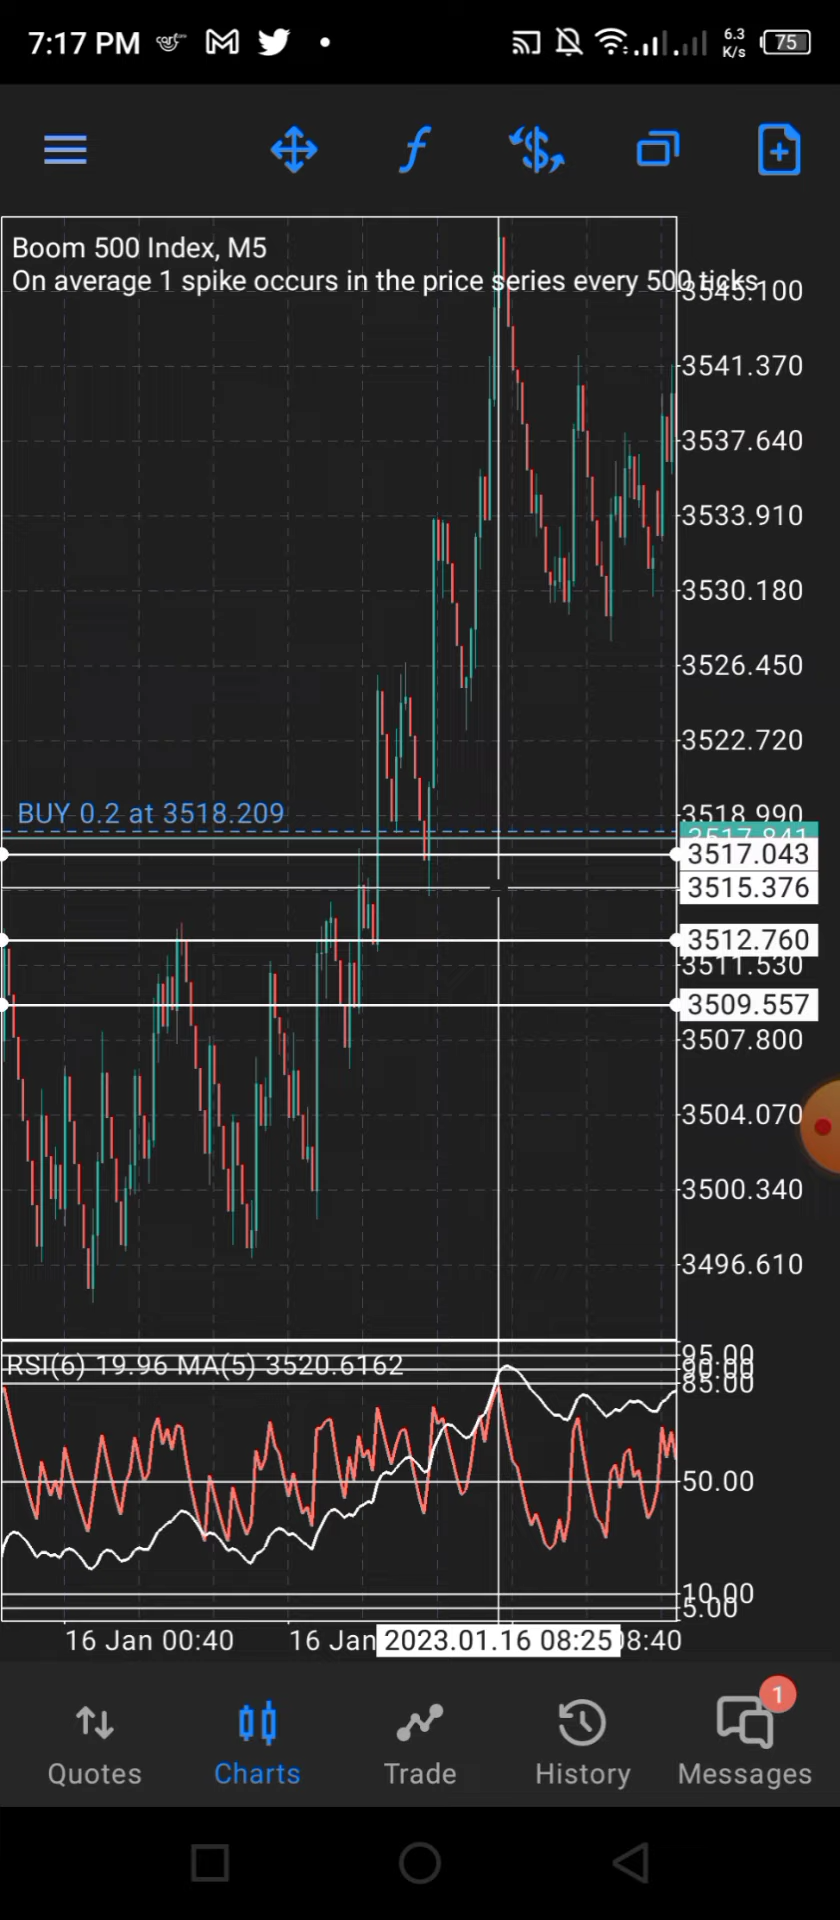 7:17 PM
6.3
K/s
75
Boom 500 Index, M5
On average 1 spike occurs in the price series every 500 ticks
3545.100
3541.370
3537.640
3533.910
3530.180
3526.450
3522.720
BUY 0.2 at 3518.209
3518.990
3517.841
3517.043
3515.376
3512.760
3511.530
3509.557
3507.800
3504.070
3500.340
3496.610
RSI(6) 19.96 MA(5) 3520.6162
95.00
90.00
85.00
50.00
10.00
5.00
16 Jan 00:40
16 Jan
2023.01.16 08:25
08:40
1
Quotes
Charts
Trade
History
Messages